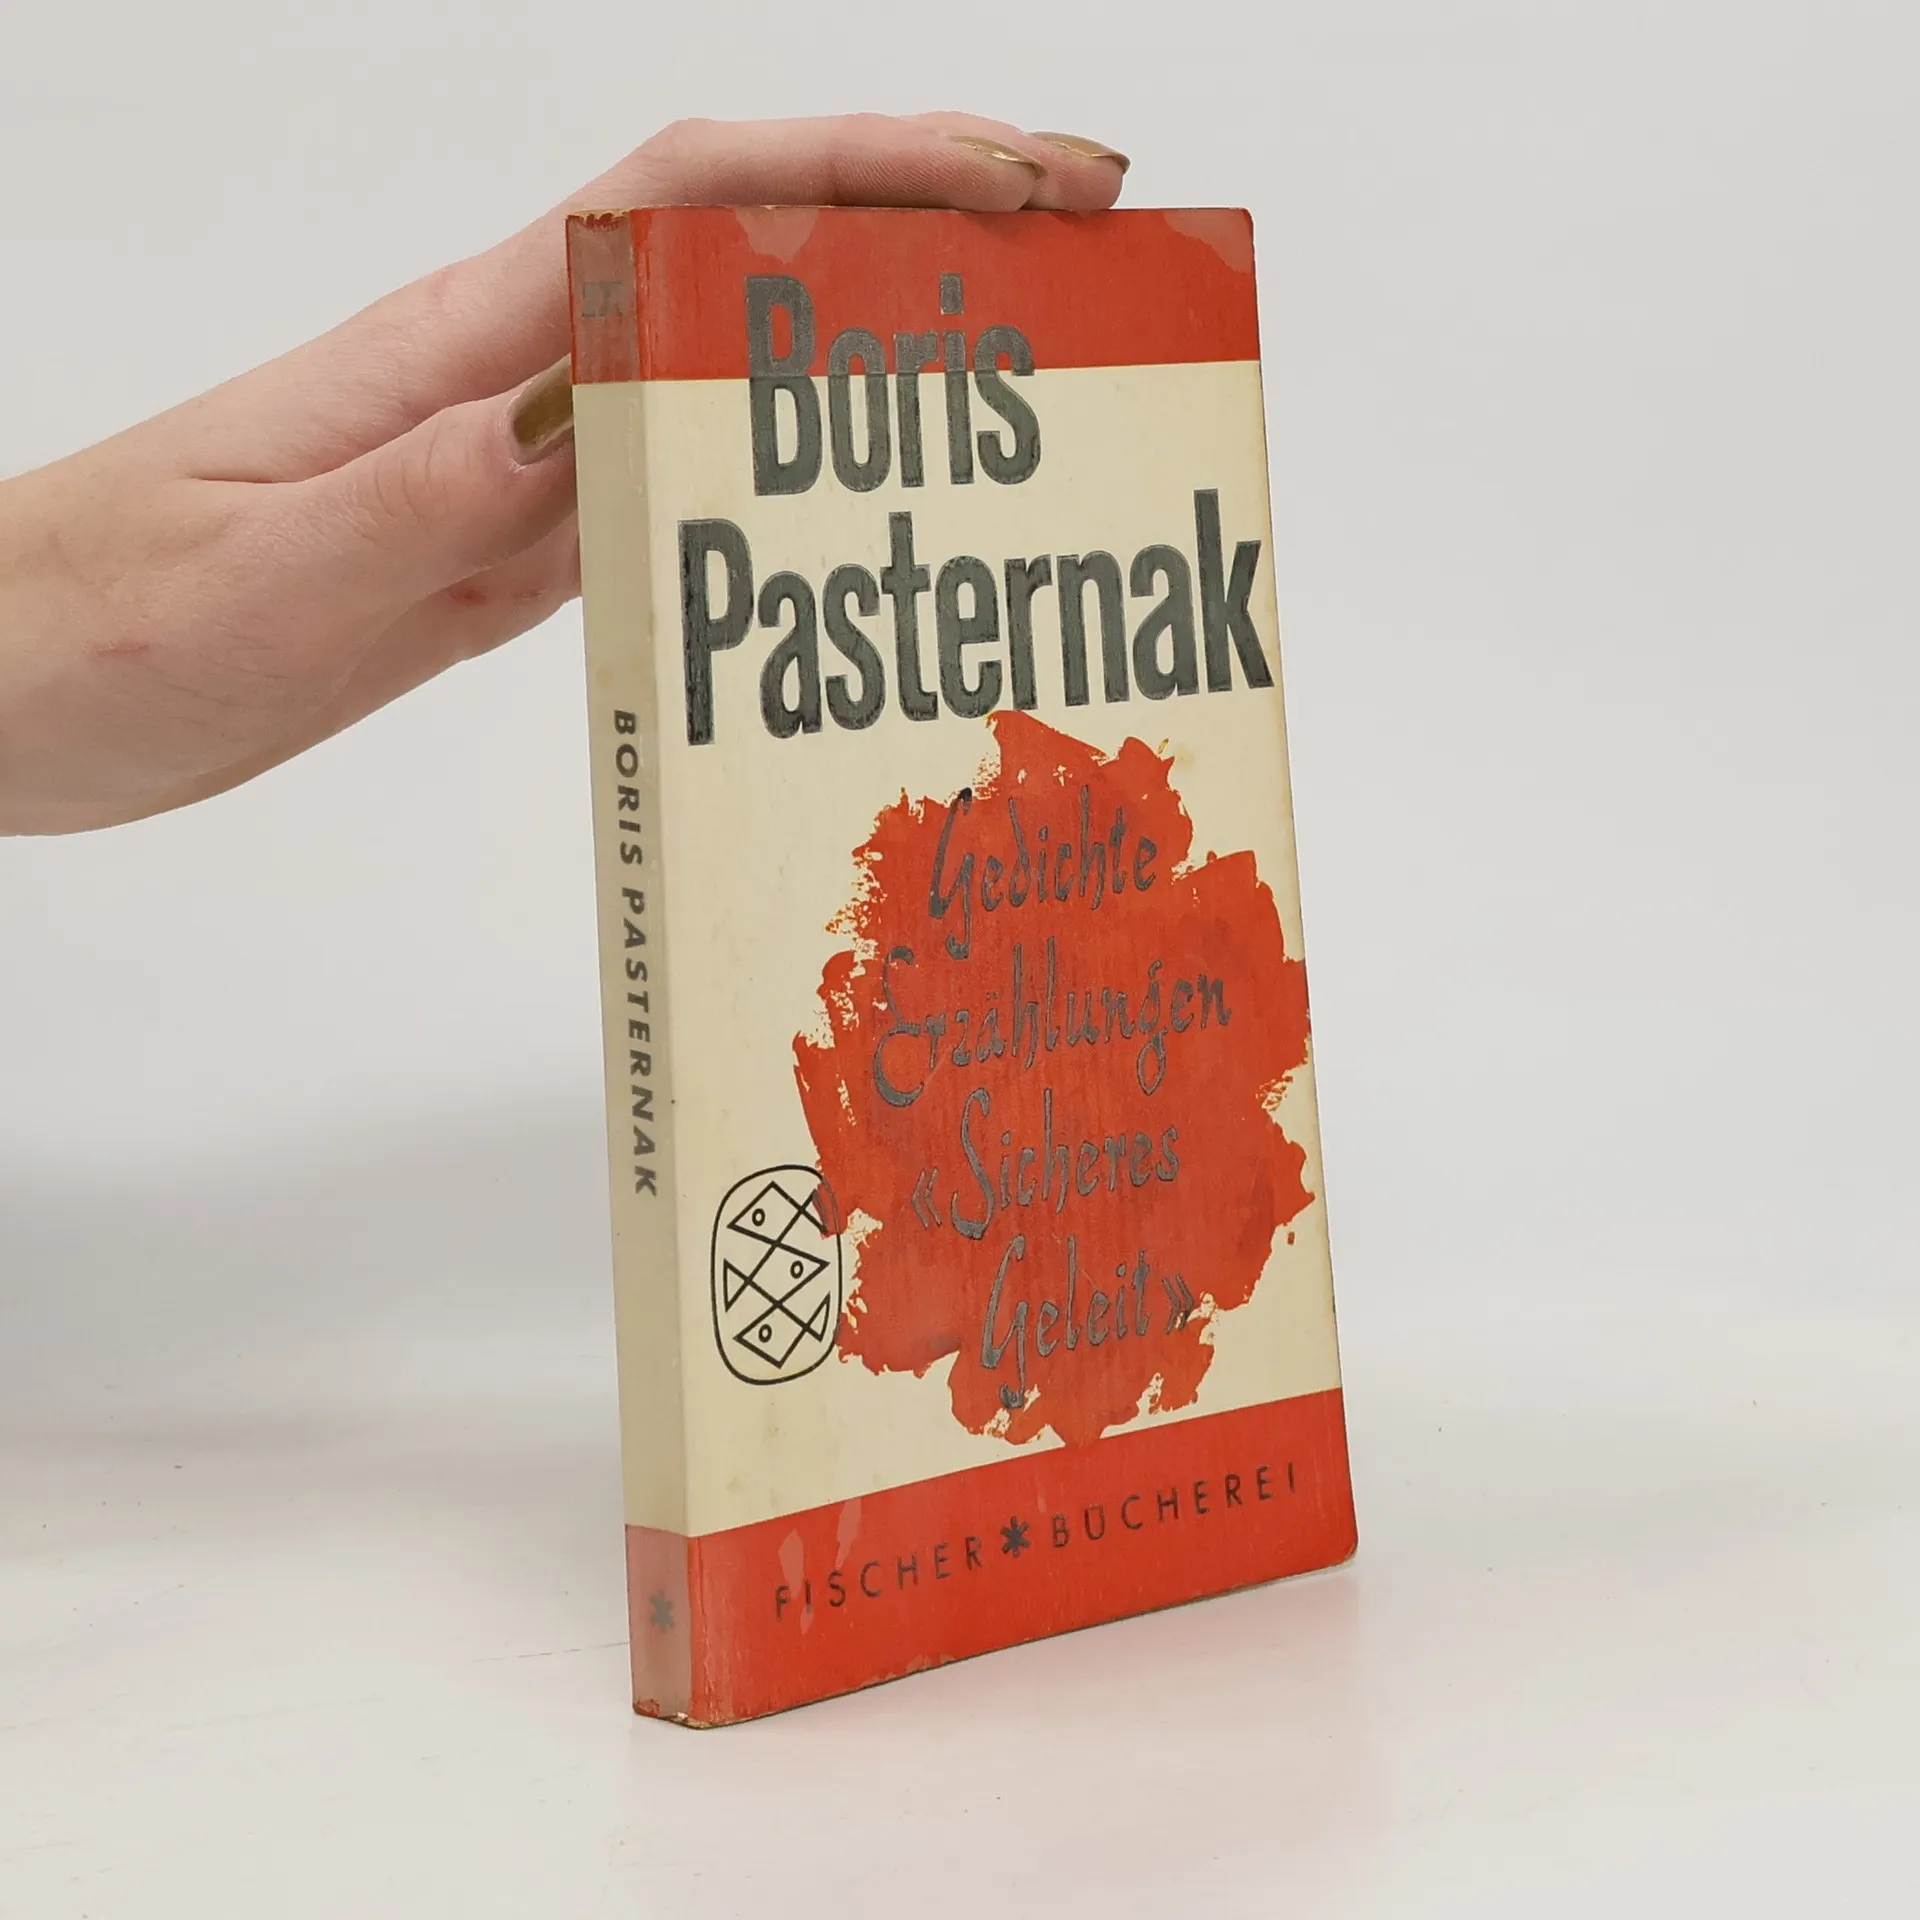 Boris
Pasternak
Gedichte
Erzählungen
«Sicheres
Geleit»
FISCHER * BÜCHEREI
BORIS PASTERNAK
*